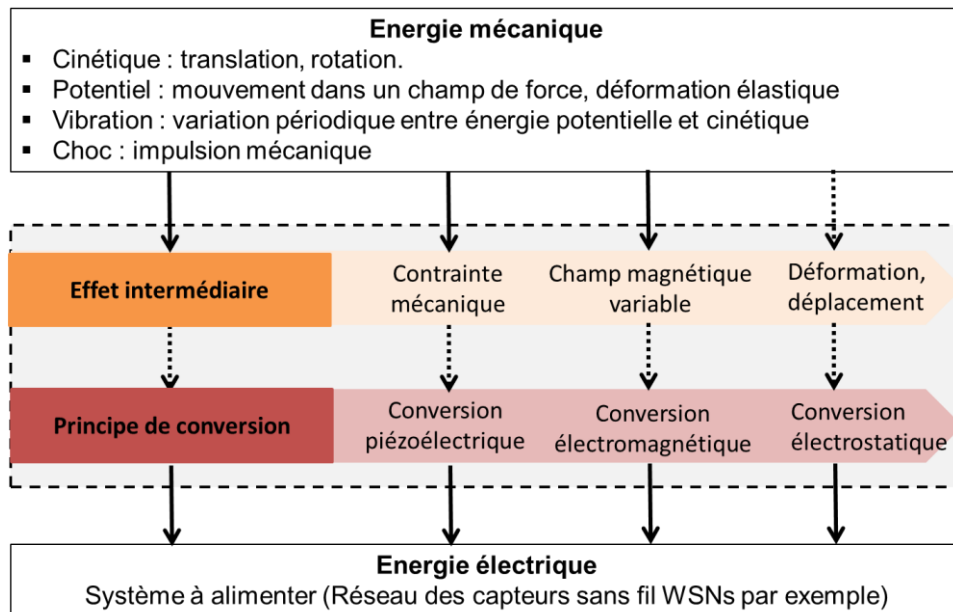 Energie mécanique
▪ Cinétique : translation, rotation.
▪ Potentiel : mouvement dans un champ de force, déformation élastique
▪ Vibration : variation périodique entre énergie potentielle et cinétique
▪ Choc : impulsion mécanique
Effet intermédiaire
Contrainte
mécanique
Champ magnétique
variable
Déformation,
déplacement
Principe de conversion
Conversion
piézoélectrique
Conversion
électromagnétique
Conversion
électrostatique
Energie électrique
Système à alimenter (Réseau des capteurs sans fil WSNs par exemple)